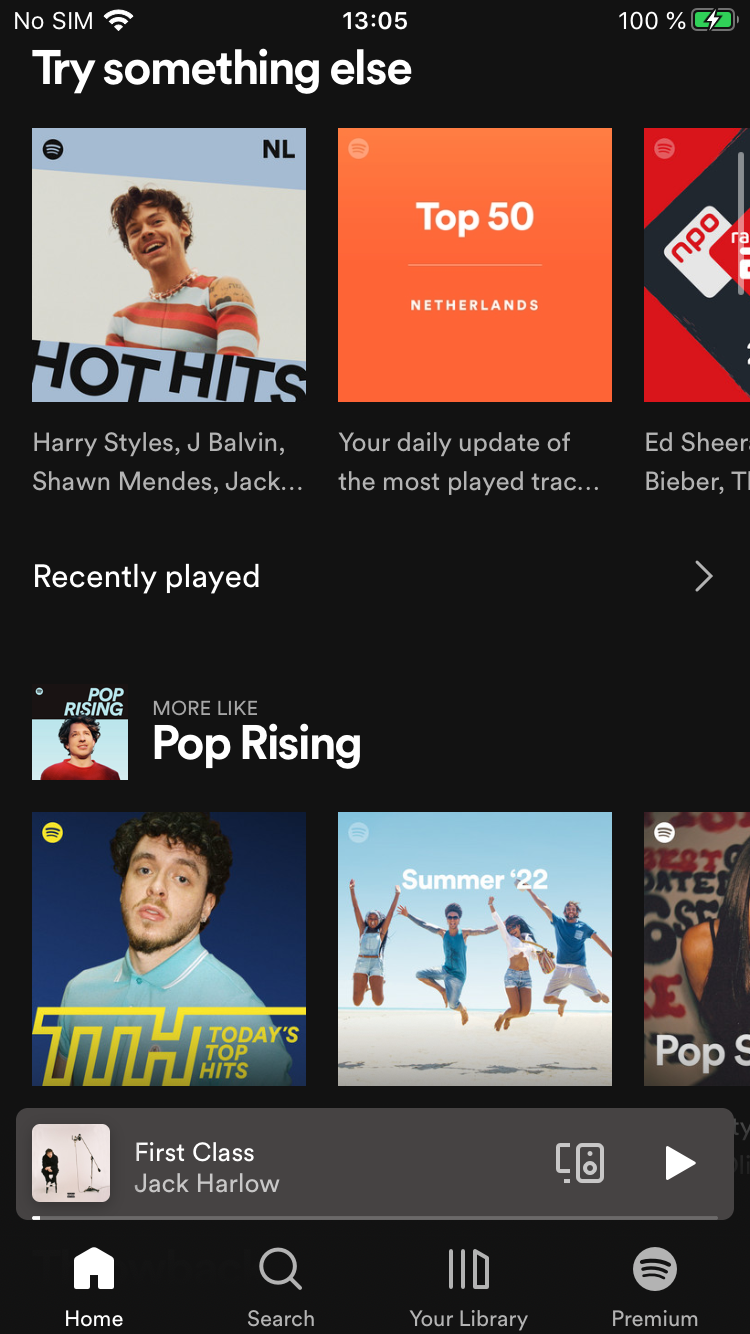 No SIM 13:05 100 %
Try something else
NL
HOT HITS
Top 50
NETHERLANDS
npo
Harry Styles, J Balvin,
Shawn Mendes, Jack...
Your daily update of
the most played trac...
Ed Sheer
Bieber, T
Recently played
POP
RISING
MORE LIKE
Pop Rising
TTH TODAY'S
TOP
HITS
Summer ‘22
Pop S
First Class
Jack Harlow
Home Search Your Library Premium